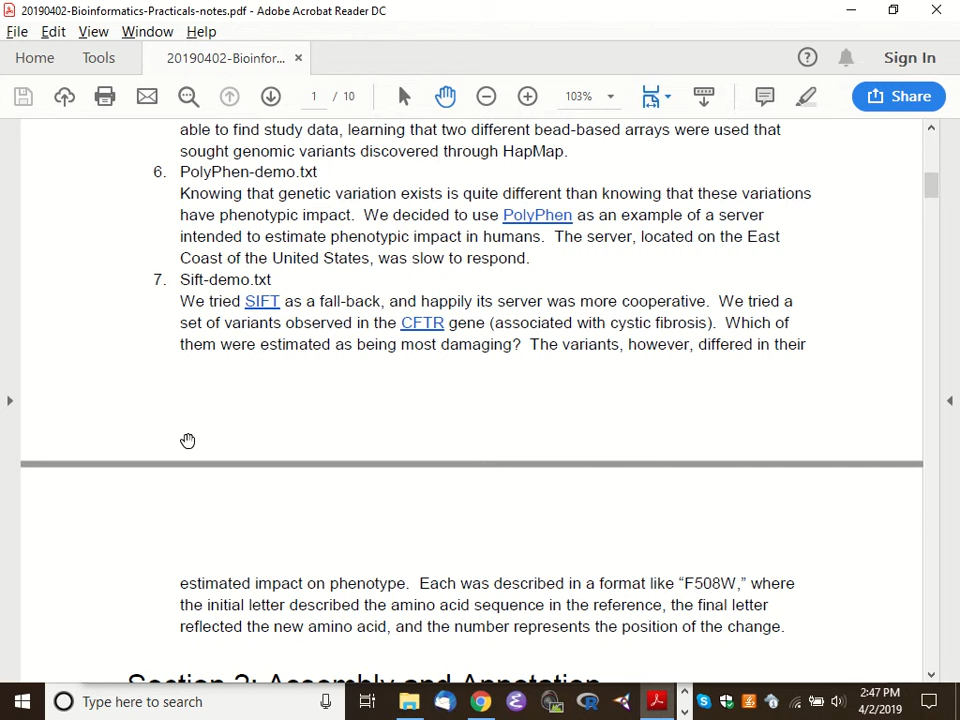 20190402-Bioinformatics-Practicals-notes.pdf - Adobe Acrobat Reader DC
File Edit View Window Help
Home Tools 20190402-Bioinfor... × ? Sign In
1 / 10 103% Share
able to find study data, learning that two different bead-based arrays were used that
sought genomic variants discovered through HapMap.
6. PolyPhen-demo.txt
Knowing that genetic variation exists is quite different than knowing that these variations
have phenotypic impact. We decided to use PolyPhen as an example of a server
intended to estimate phenotypic impact in humans. The server, located on the East
Coast of the United States, was slow to respond.
7. Sift-demo.txt
We tried SIFT as a fall-back, and happily its server was more cooperative. We tried a
set of variants observed in the CFTR gene (associated with cystic fibrosis). Which of
them were estimated as being most damaging? The variants, however, differed in their
estimated impact on phenotype. Each was described in a format like “F508W,” where
the initial letter described the amino acid sequence in the reference, the final letter
reflected the new amino acid, and the number represents the position of the change.
Section 2: Assembly and Annotation
Type here to search
2:47 PM
4/2/2019